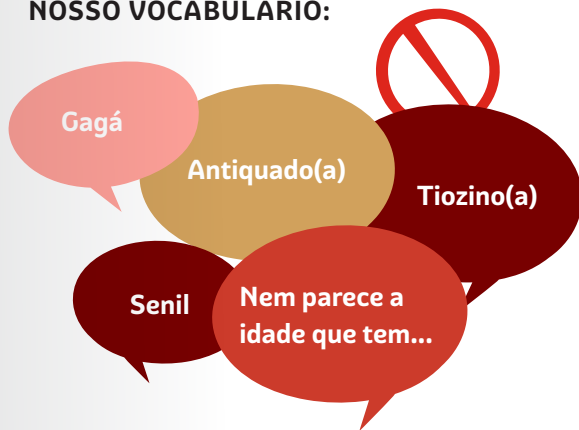 NOSSO VOCABULÁRIO:
Gagá
Antiquado(a)
Tiozino(a)
Senil
Nem parece a
idade que tem...